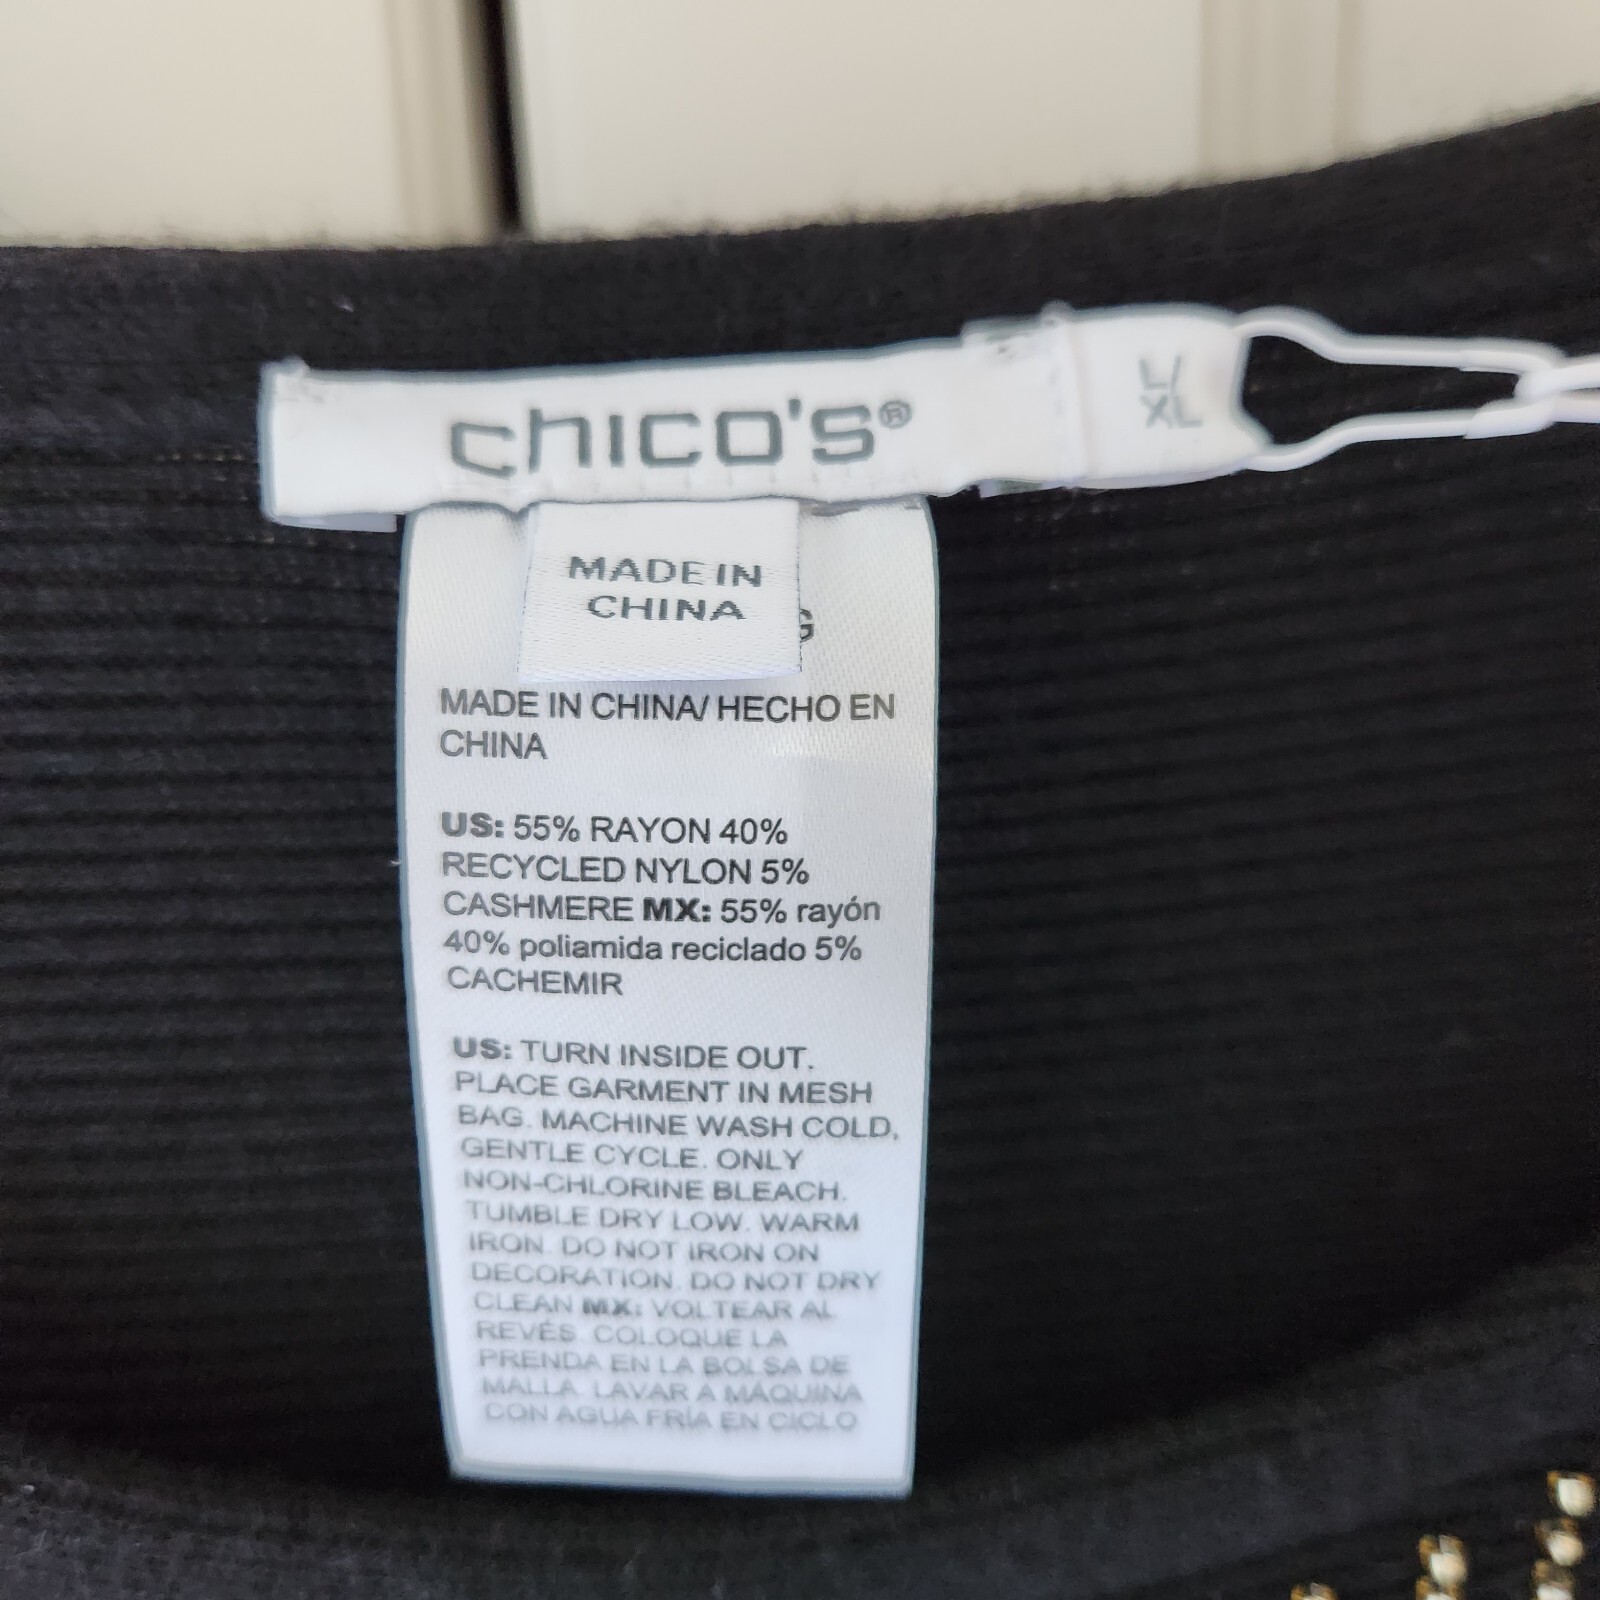 chico's®
L/
XL
MADE IN
CHINA
G
MADE IN CHINA/ HECHO EN
CHINA
US: 55% RAYON 40%
RECYCLED NYLON 5%
CASHMERE MX: 55% rayón
40% poliamida reciclado 5%
CACHEMIR
US: TURN INSIDE OUT.
PLACE GARMENT IN MESH
BAG. MACHINE WASH COLD,
GENTLE CYCLE. ONLY
NON-CHLORINE BLEACH.
TUMBLE DRY LOW. WARM
IRON. DO NOT IRON ON
DECORATION. DO NOT DRY
CLEAN MX: VOLTEAR AL
REVÉS. COLOQUE LA
PRENDA EN LA BOLSA DE
MALLA. LAVAR A MÁQUINA
CON AGUA FRÍA EN CICLO